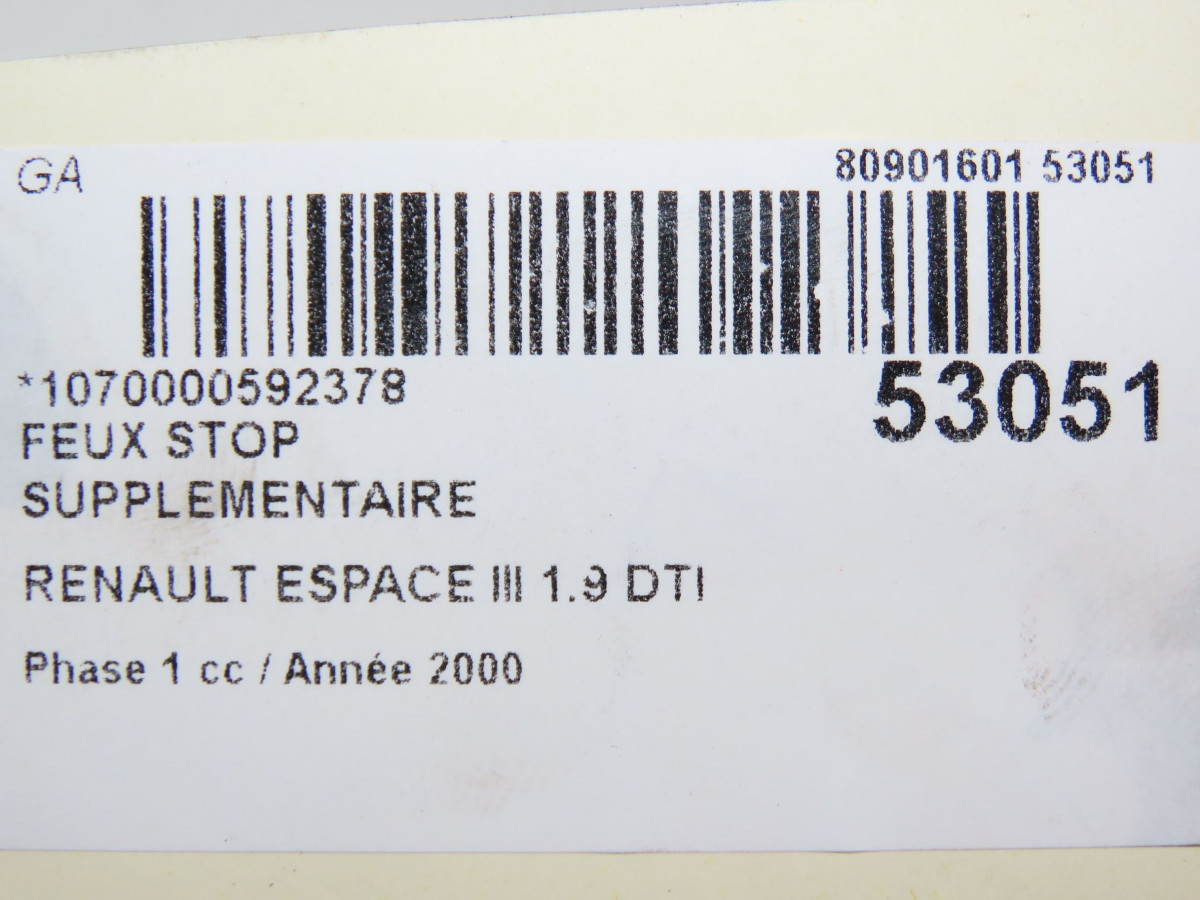 GA
80901601 53051
*1070000592378
53051
FEUX STOP
SUPPLEMENTAIRE
RENAULT ESPACE III 1.9 DTI
Phase 1 cc / Année 2000